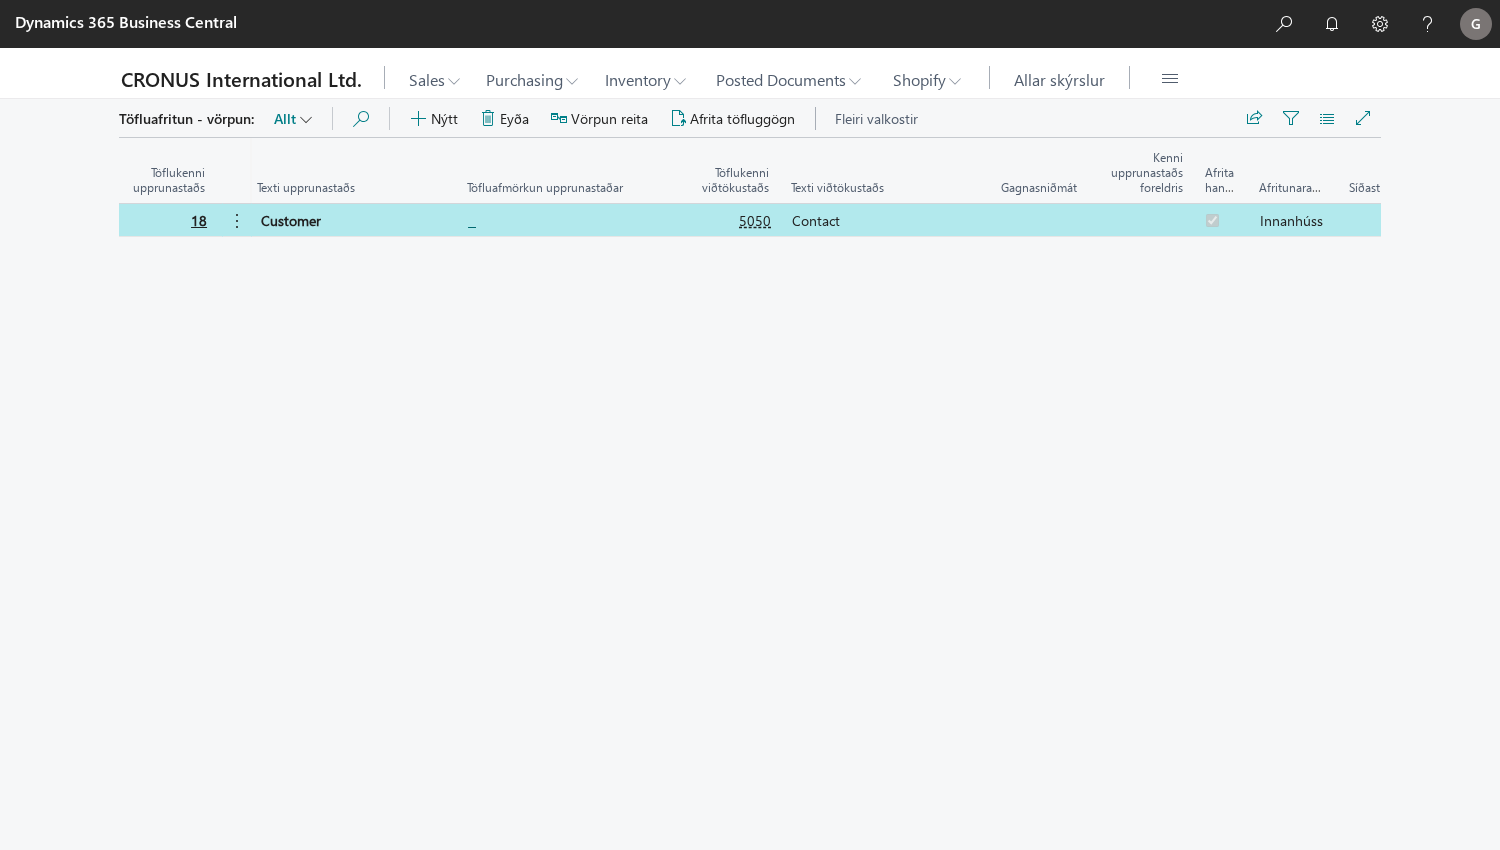 Dynamics 365 Business Central
G
CRONUS International Ltd.
Sales
Purchasing
Inventory
Posted Documents
Shopify
Allar skýrslur
Töfluafritun - vörpun:
Allt
Nýtt
Eyða
Vörpun reita
Afrita töfluggögn
Fleiri valkostir
Töflukenni
upprunastaðs
Texti upprunastaðs
Töfluafmörkun upprunastaðar
Töflukenni
viðtökustaðs
Texti viðtökustaðs
Gagnasniðmát
Kenni
upprunastaðs
foreldris
Afrita
han...
Afritunara...
Síðast
18
Customer
_
5050
Contact
Innanhúss